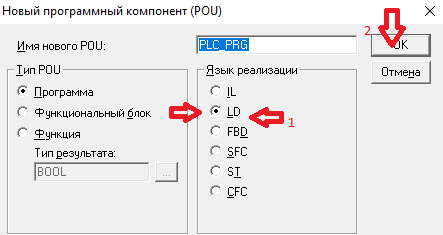 Новый программный компонент (POU)
Имя нового POU: PLC_PRG
2
OK
Отмена
Тип POU
Программа
Функциональный блок
Функция
Тип результата:
BOOL ...
Язык реализации
IL
LD
1
FBD
SFC
ST
CFC